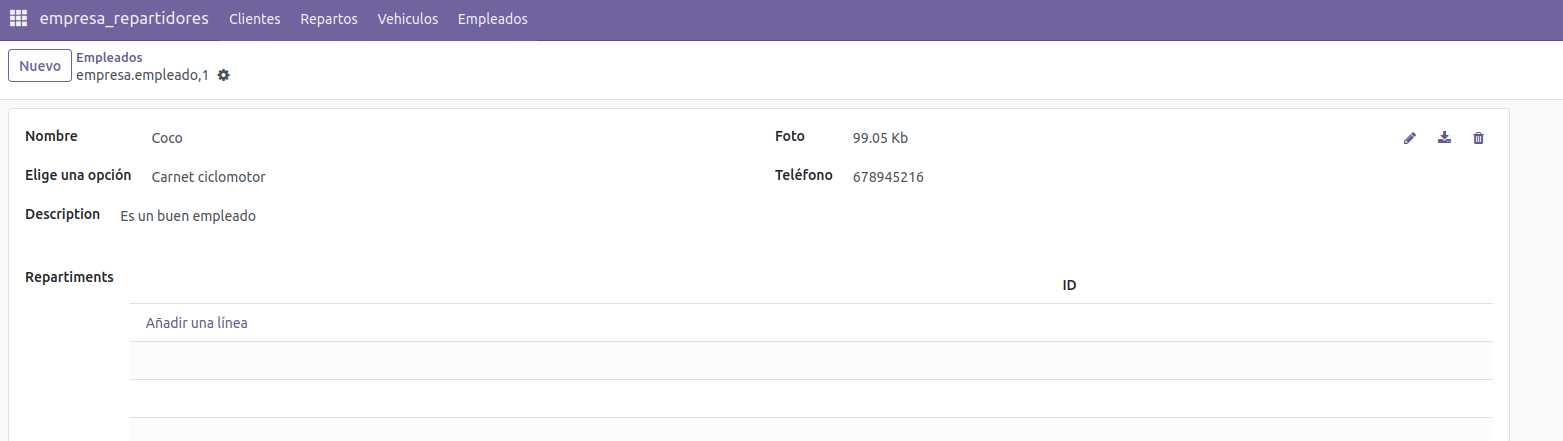 empresa_repartidores Clientes Repartos Vehiculos Empleados
Nuevo
Empleados
empresa.empleado,1
Nombre Coco Foto 99.05 Kb
Elige una opción Carnet ciclomotor Teléfono 678945216
Description Es un buen empleado
Repartiments
ID
Añadir una línea